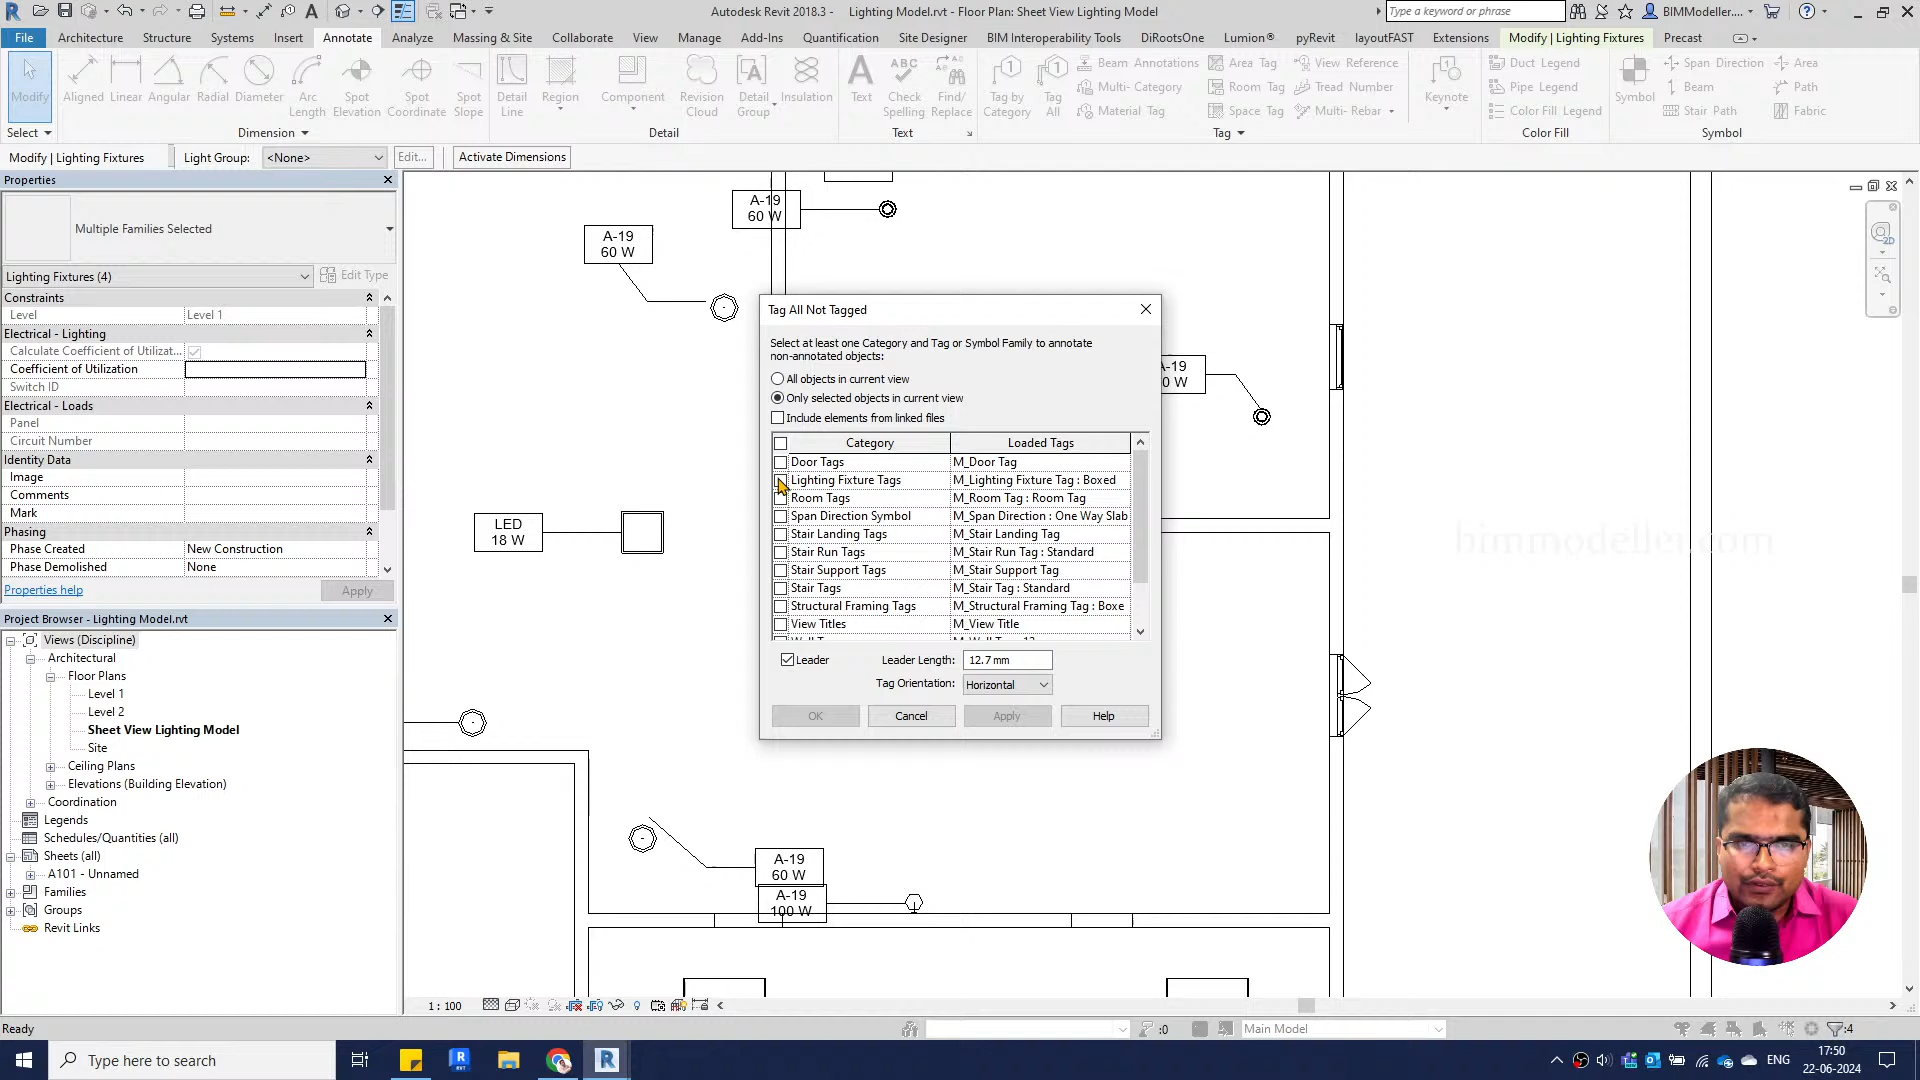 Autodesk Revit 2018.3 - Lighting Model.rvt - Floor Plan: Sheet View Lighting Model
Type a keyword or phrase
BIMModeller....
File Architecture Structure Systems Insert Annotate Analyze Massing & Site Collaborate View Manage Add-Ins Quantification Site Designer BIM Interoperability Tools DiRootsOne Lumion® pyRevit layoutFAST Extensions Modify | Lighting Fixtures Precast
Modify Aligned Linear Angular Radial Diameter Arc Length Spot Elevation Spot Coordinate Spot Slope
Detail Line Region Component Revision Cloud Detail Group Insulation
ABC
Text Check Spelling Find/ Replace
Tag by Category Tag All
Beam Annotations Area Tag View Reference
Multi- Category Room Tag Tread Number
Material Tag Space Tag Multi- Rebar
Keynote
Duct Legend
Pipe Legend
Color Fill Legend
Symbol
Span Direction Area
Beam Path
Stair Path Fabric
Select Dimension Detail Text Tag Color Fill Symbol
Modify | Lighting Fixtures Light Group: <None> Edit... Activate Dimensions
Properties
Multiple Families Selected
Lighting Fixtures (4) Edit Type
Constraints
Level Level 1
Electrical - Lighting
Calculate Coefficient of Utilizat...
Coefficient of Utilization
Switch ID
Electrical - Loads
Panel
Circuit Number
Identity Data
Image
Comments
Mark
Phasing
Phase Created New Construction
Phase Demolished None
Properties help Apply
Project Browser - Lighting Model.rvt
Views (Discipline)
Architectural
Floor Plans
Level 1
Level 2
Sheet View Lighting Model
Site
Ceiling Plans
Elevations (Building Elevation)
Coordination
Legends
Schedules/Quantities (all)
Sheets (all)
A101 - Unnamed
Families
Groups
Revit Links
A-19
60 W
A-19
60 W
LED
18 W
A-19
60 W
A-19
100 W
2D
bimmodeller.com
Tag All Not Tagged
Select at least one Category and Tag or Symbol Family to annotate
non-annotated objects:
All objects in current view
Only selected objects in current view
Include elements from linked files
Category Loaded Tags
Door Tags M_Door Tag
Lighting Fixture Tags M_Lighting Fixture Tag : Boxed
Room Tags M_Room Tag : Room Tag
Span Direction Symbol M_Span Direction : One Way Slab
Stair Landing Tags M_Stair Landing Tag
Stair Run Tags M_Stair Run Tag : Standard
Stair Support Tags M_Stair Support Tag
Stair Tags M_Stair Tag : Standard
Structural Framing Tags M_Structural Framing Tag : Boxe
View Titles M_View Title
Leader Leader Length: 12.7 mm
Tag Orientation: Horizontal
OK Cancel Apply Help
1 : 100
Ready :0 Main Model :4
Type here to search
ENG
17:50
22-06-2024